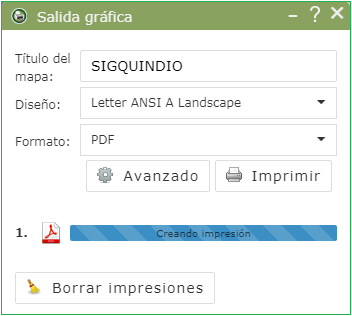 Salida gráfica
Título del mapa: SIGQUINDIO
Diseño: Letter ANSI A Landscape
Formato: PDF
Avanzado Imprimir
1. Creando impresión
Borrar impresiones